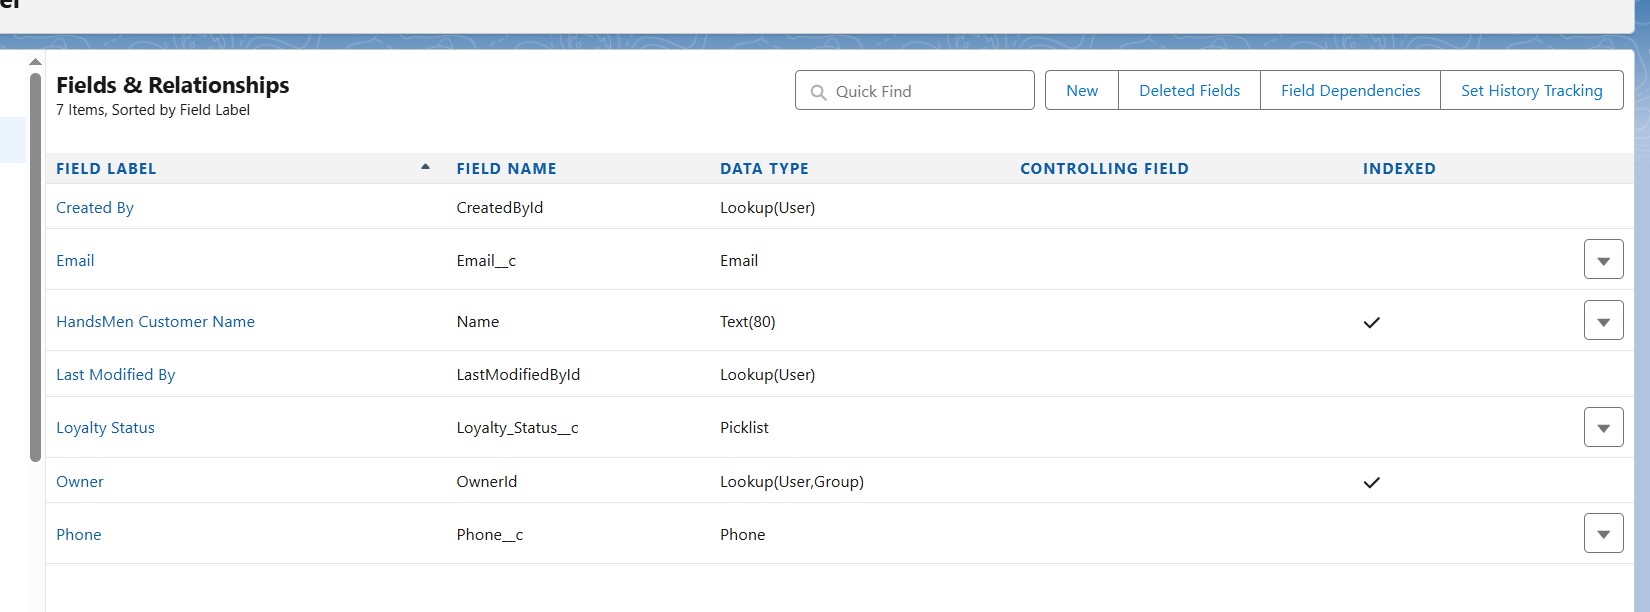 er
Fields & Relationships
7 Items, Sorted by Field Label
Quick Find
New Deleted Fields Field Dependencies Set History Tracking
FIELD LABEL FIELD NAME DATA TYPE CONTROLLING FIELD INDEXED
Created By CreatedById Lookup(User)
Email Email__c Email
HandsMen Customer Name Name Text(80)
Last Modified By LastModifiedById Lookup(User)
Loyalty Status Loyalty_Status__c Picklist
Owner OwnerId Lookup(User,Group)
Phone Phone__c Phone